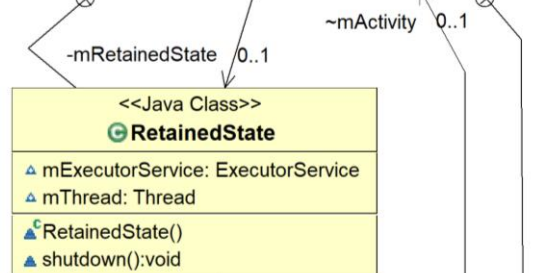 ~mActivity 0..1
-mRetainedState 0..1
<<Java Class>>
RetainedState
mExecutorService: ExecutorService
mThread: Thread
RetainedState()
shutdown():void